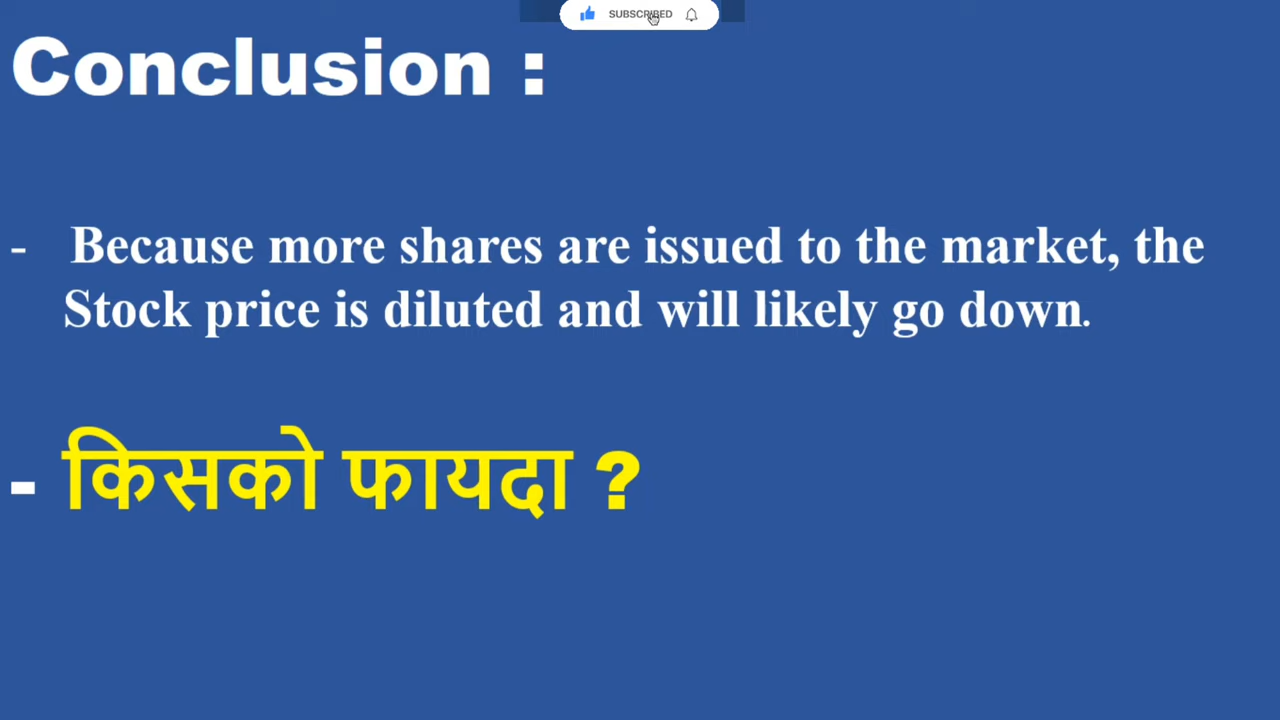 SUBSCRIBED
Conclusion :
- Because more shares are issued to the market, the
Stock price is diluted and will likely go down.
- किसको फायदा ?